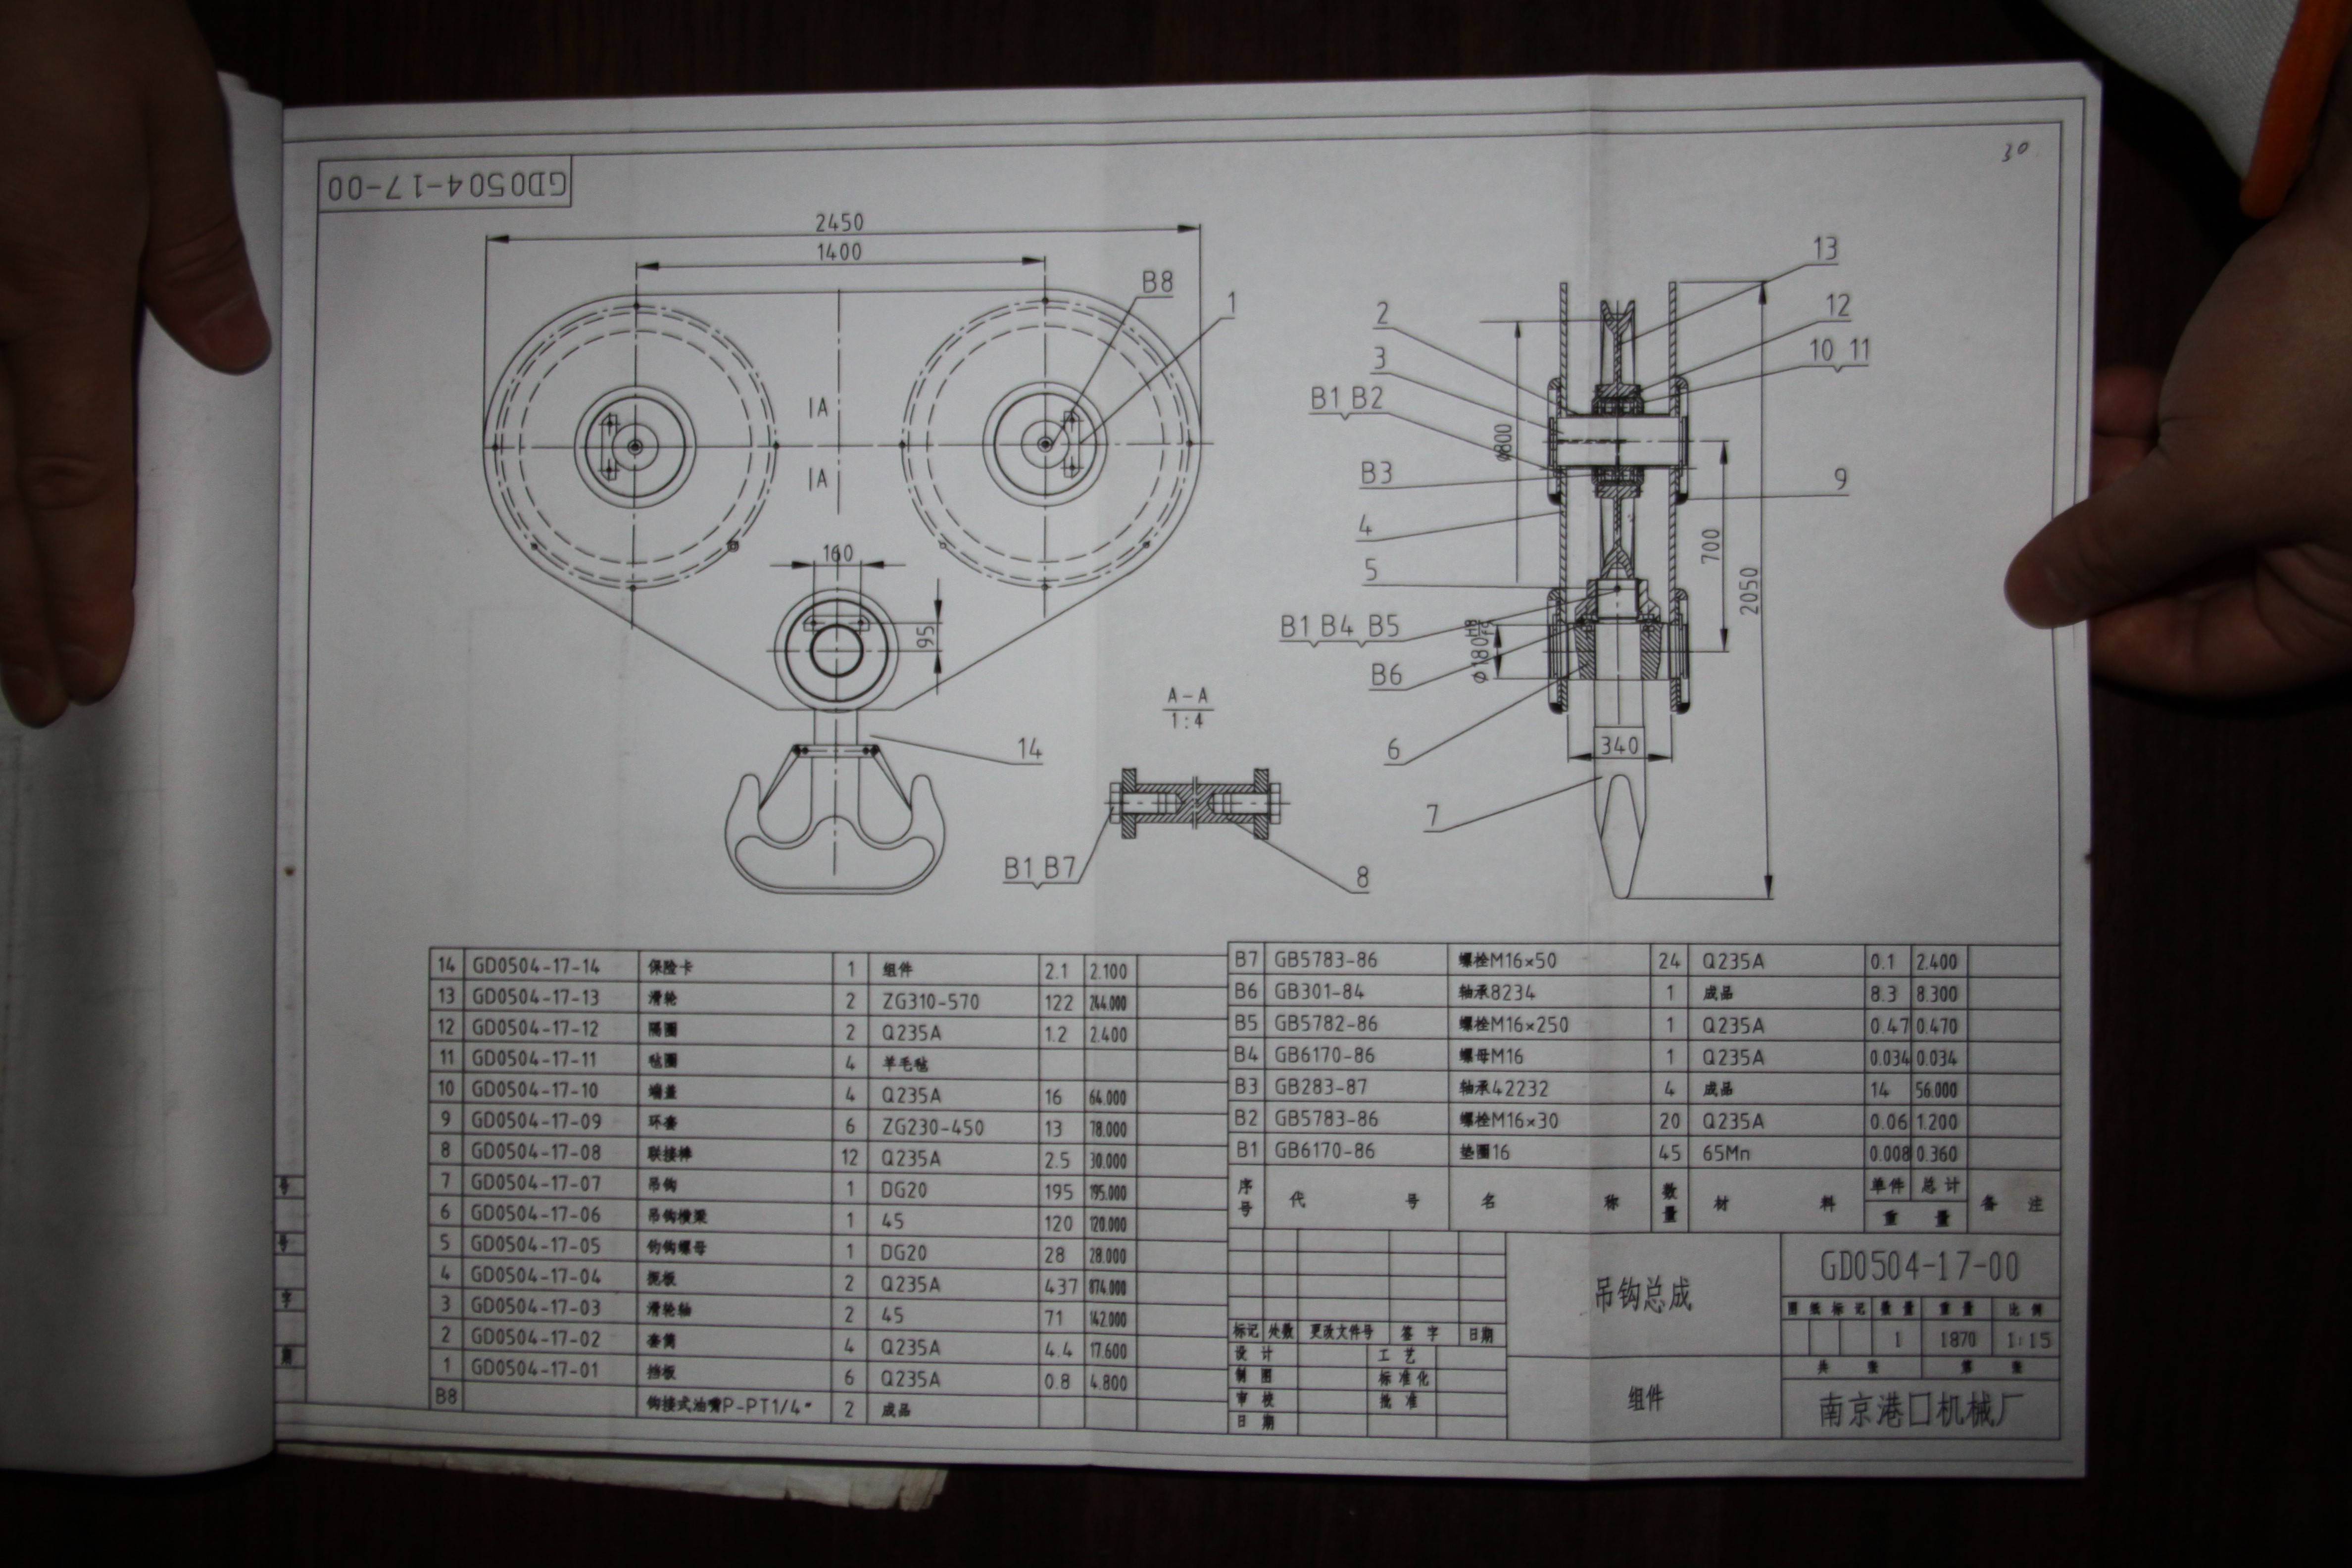 GD0504-17-00
30
2450
1400
B8
1
IA
IA
160
95
14
A-A
1:4
B1 B7
8
13
2
12
3
10 11
B1 B2
ϕ800
B3
9
4
700
5
2050
B1 B4 B5
ϕ180 H8
B6
6
340
7
14 GD0504-17-14 保险卡 1 组件 2.1 2.100
13 GD0504-17-13 滑轮 2 ZG310-570 122 244.000
12 GD0504-17-12 隔圈 2 Q235A 1.2 2.400
11 GD0504-17-11 毡圈 4 羊毛毡
10 GD0504-17-10 端盖 4 Q235A 16 64.000
9 GD0504-17-09 环套 6 ZG230-450 13 78.000
8 GD0504-17-08 联接棒 12 Q235A 2.5 30.000
7 GD0504-17-07 吊钩 1 DG20 195 195.000
6 GD0504-17-06 吊钩横梁 1 45 120 120.000
5 GD0504-17-05 钓钩螺母 1 DG20 28 28.000
4 GD0504-17-04 扼板 2 Q235A 437 874.000
3 GD0504-17-03 滑轮轴 2 45 71 142.000
2 GD0504-17-02 套筒 4 Q235A 4.4 17.600
1 GD0504-17-01 挡板 6 Q235A 0.8 4.800
B8 钩接式油嘴P-PT1/4" 2 成品
B7 GB5783-86 螺栓M16×50 24 Q235A 0.1 2.400
B6 GB301-84 轴承8234 1 成品 8.3 8.300
B5 GB5782-86 螺栓M16×250 1 Q235A 0.47 0.470
B4 GB6170-86 螺母M16 1 Q235A 0.034 0.034
B3 GB283-87 轴承42232 4 成品 14 56.000
B2 GB5783-86 螺栓M16×30 20 Q235A 0.06 1.200
B1 GB6170-86 垫圈16 45 65Mn 0.008 0.360
序号 代号 名称 数量 材料 单件 总计 重量 备注
标记 处数 更改文件号 签字 日期
设计 工艺
制图 标准化
审校 批准
日期
吊钩总成
组件
GD0504-17-00
图纸标记 数量 重量 比例
1 1870 1:15
共 张 第 张
南京港口机械厂
号
号
字